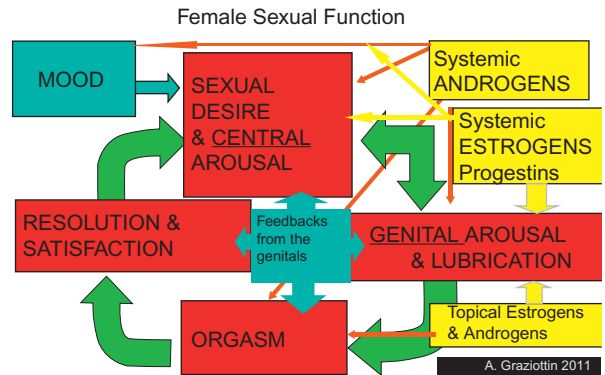 Female Sexual Function
MOOD
SEXUAL
DESIRE
& CENTRAL
AROUSAL
Systemic
ANDROGENS
Systemic
ESTROGENS
Progestins
RESOLUTION &
SATISFACTION
Feedbacks
from the
genitals
GENITAL AROUSAL
& LUBRICATION
ORGASM
Topical Estrogens
& Androgens
A. Graziottin 2011